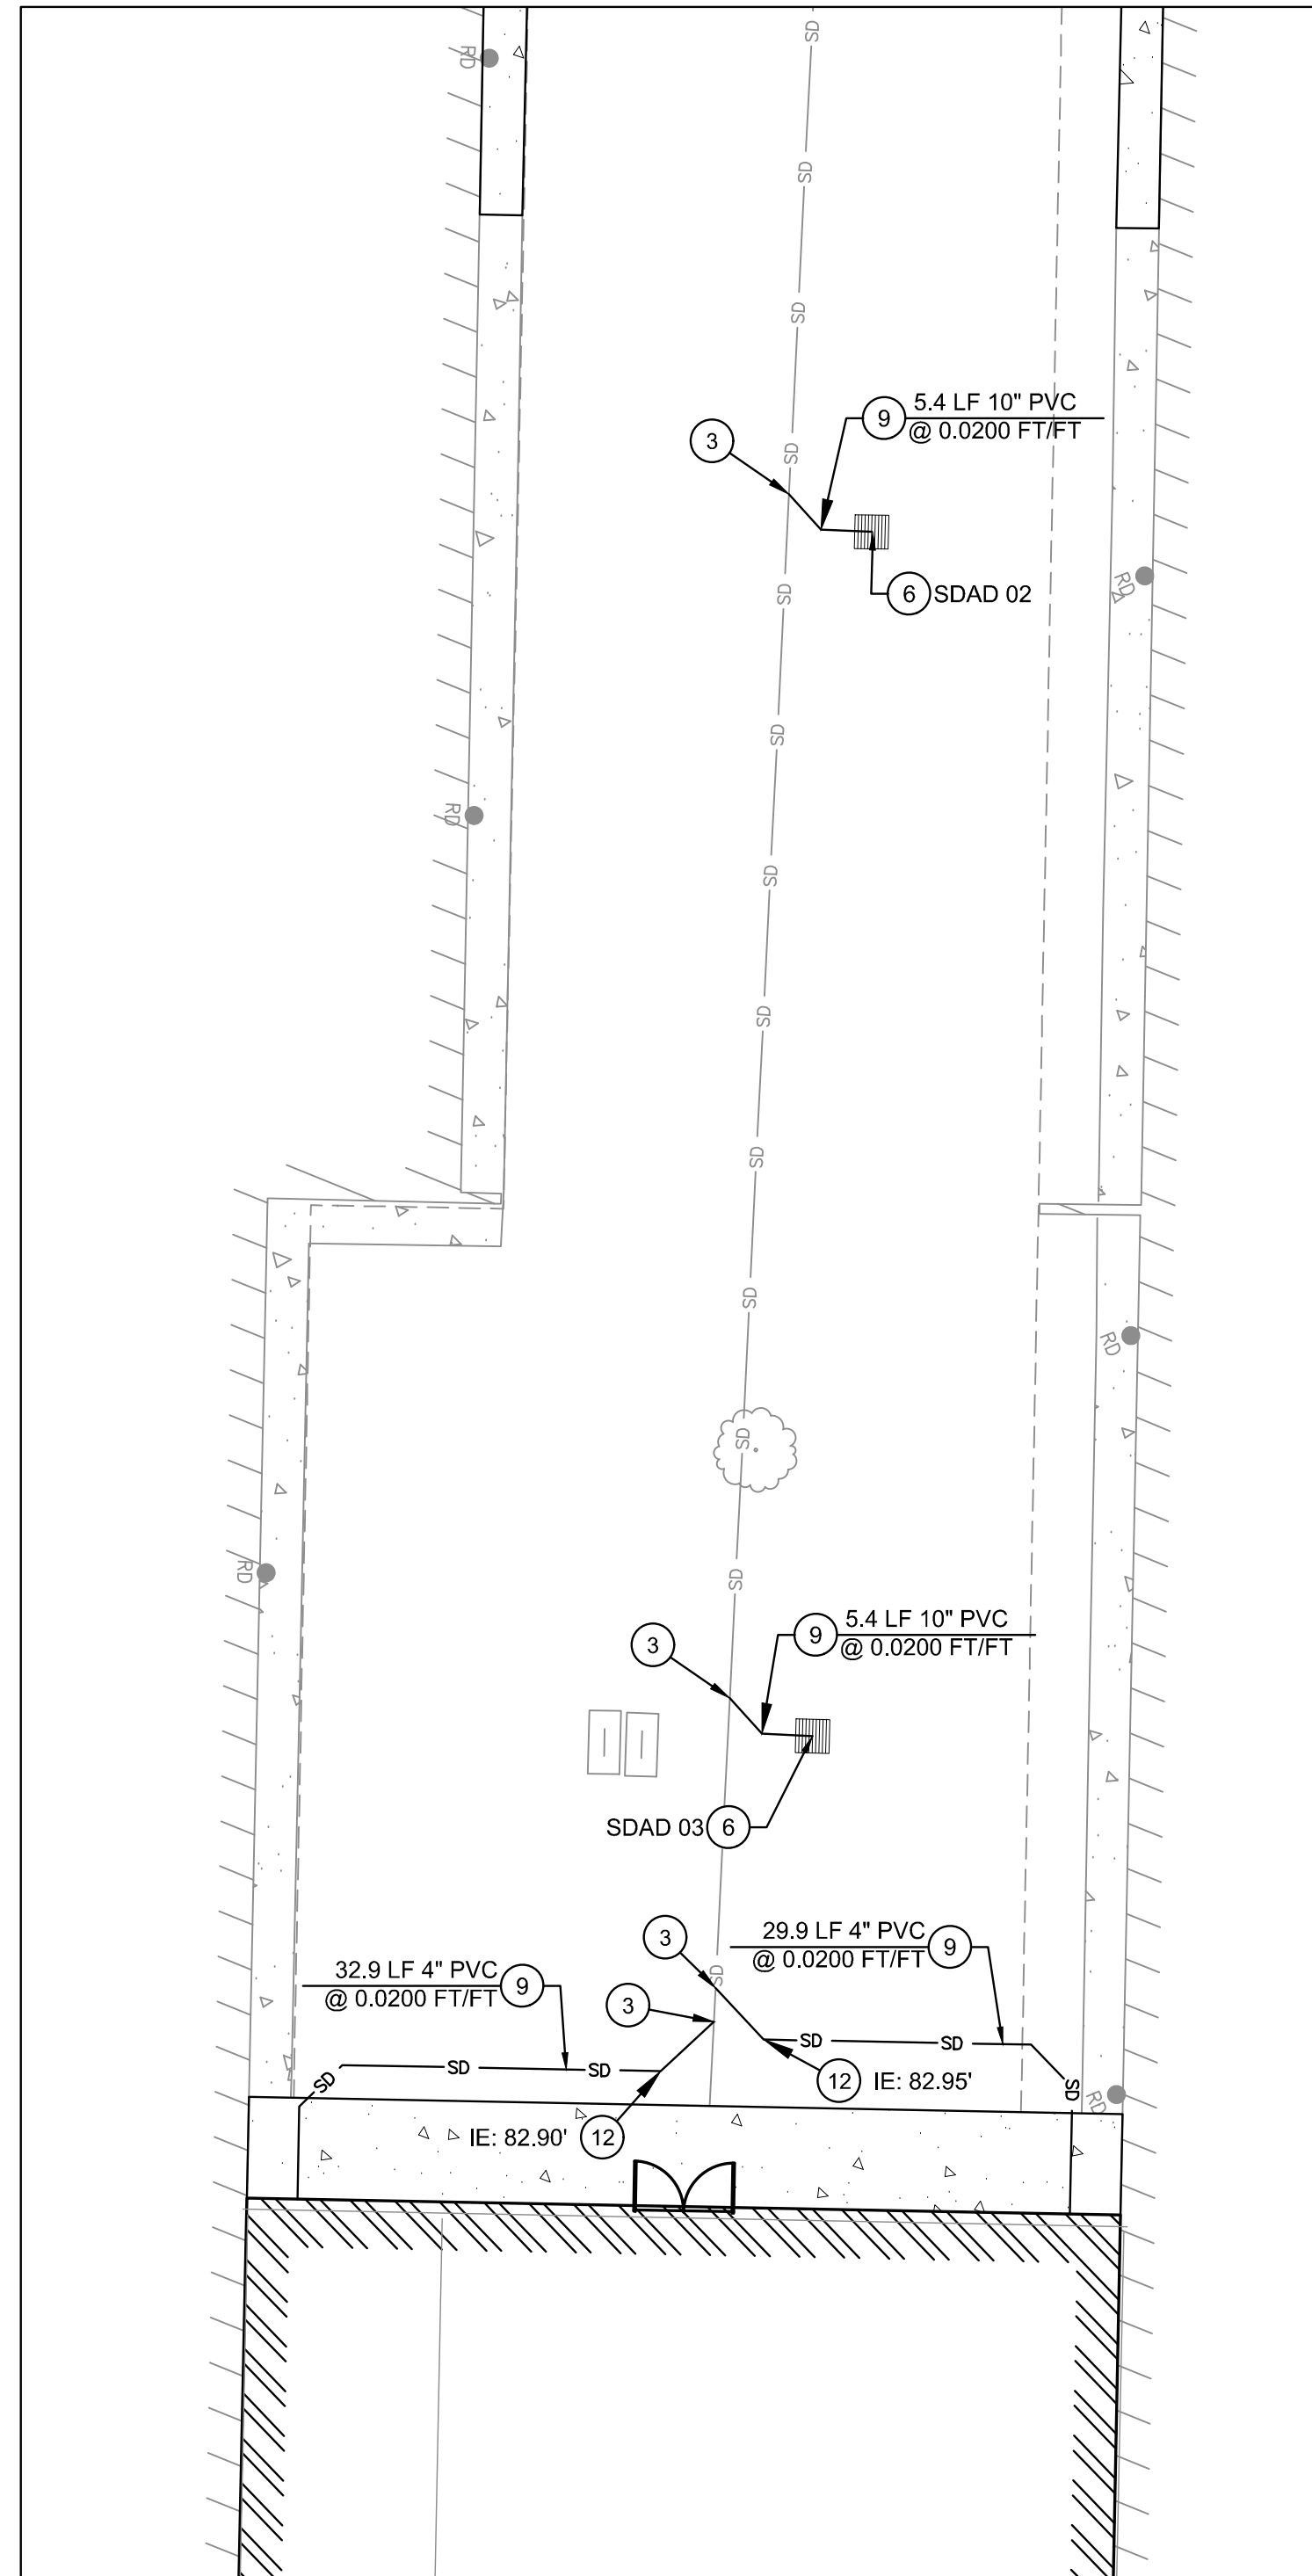 SD
RD
SD
SD
9 5.4 LF 10" PVC
@ 0.0200 FT/FT
3
SD
RD
SD
6 SDAD 02
SD
RD
SD
SD
SD
SD
RD
SD
RD
SD
9 5.4 LF 10" PVC
@ 0.0200 FT/FT
3
SDAD 03 6
3
29.9 LF 4" PVC 9
@ 0.0200 FT/FT
32.9 LF 4" PVC 9
@ 0.0200 FT/FT
SD
3
SD
SD
SD
SD
SD
SD
12 IE: 82.95'
RD
IE: 82.90' 12